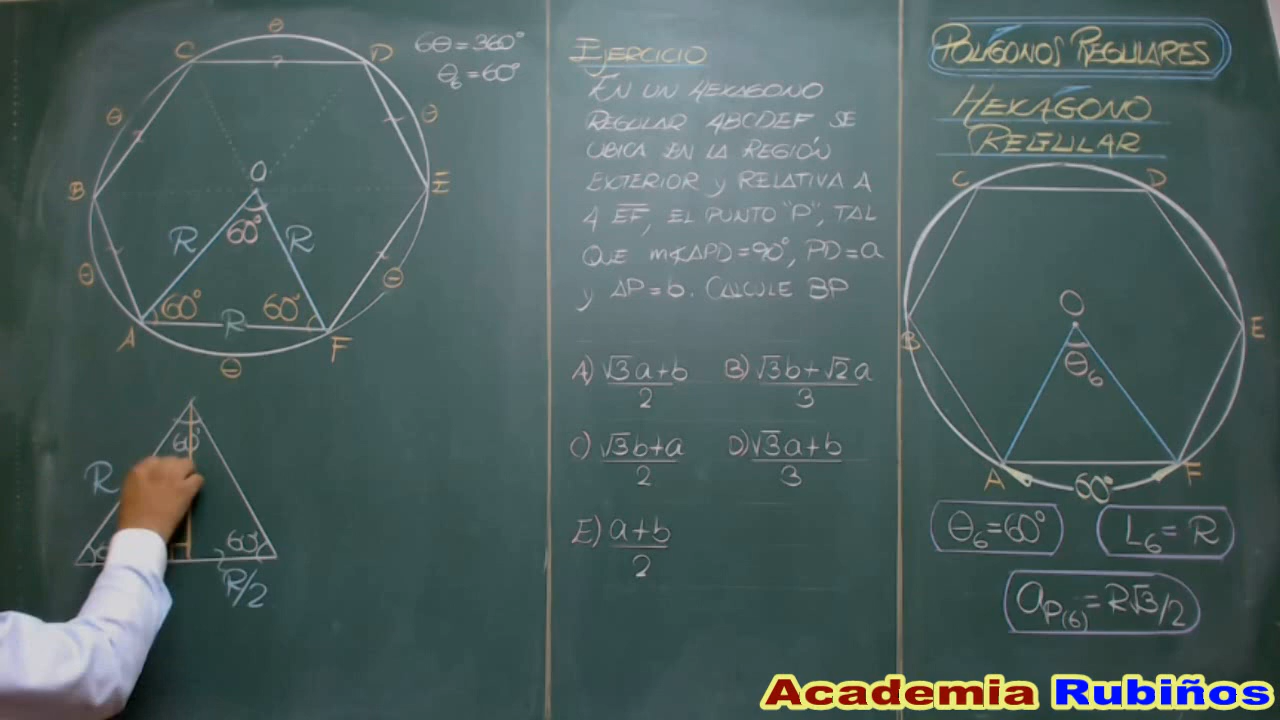 θ
C
D
6θ = 360°
θ₆ = 60°
θ
θ
B
O
E
60°
R
R
θ
60°
60°
R
θ
A
F
θ
60°
R
60°
R/2
EJERCICIO
EN UN HEXAGONO
REGULAR ABCDEF SE
UBICA EN LA REGIÓN
EXTERIOR y RELATIVA A
A EF, EL PUNTO "P", TAL
QUE m∢APD=90°, PD=a
y AP=b. CALCULE BP
A) √3a+b/2 B) √3b+√2a/3
C) √3b+a/2 D) √3a+b/3
E) a+b/2
POLÍGONOS REGULARES
HEXÁGONO
REGULAR
C
D
O
B
E
θ₆
A
F
60°
θ₆=60° L₆=R
aP(6)=R√3/2
Academia Rubiños